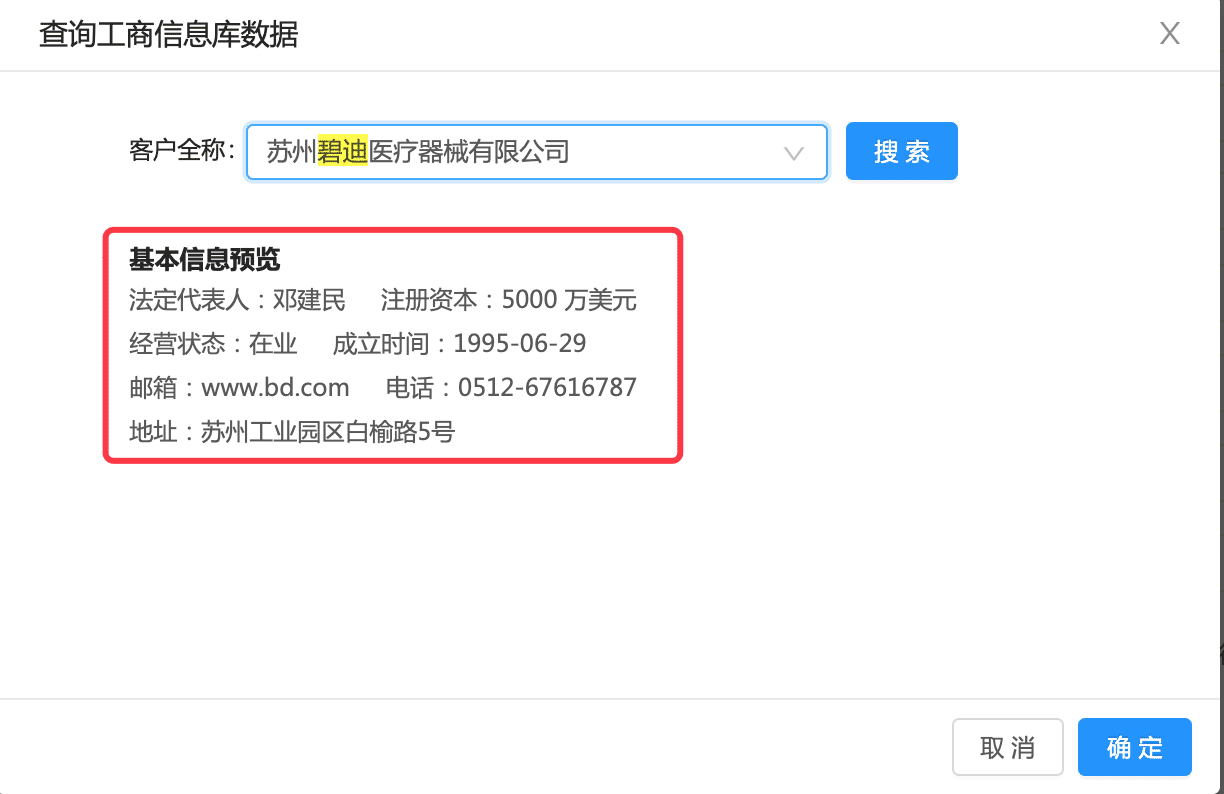 查询工商信息库数据
客户全称: 苏州碧迪医疗器械有限公司 搜 索
基本信息预览
法定代表人：邓建民 注册资本：5000 万美元
经营状态：在业 成立时间：1995-06-29
邮箱：www.bd.com 电话：0512-67616787
地址：苏州工业园区白榆路5号
取 消 确 定